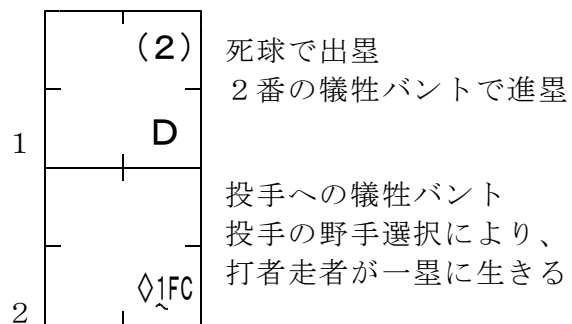 (2)
死球で出塁
２番の犠牲バントで進塁
1
D
投手への犠牲バント
投手の野手選択により、
打者走者が一塁に生きる
2
◊1FC